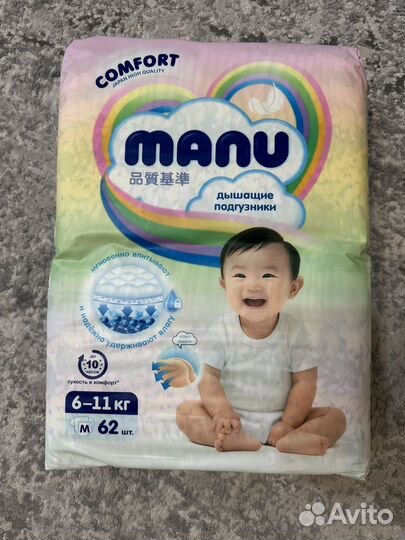 COMFORT
JAPAN HIGH QUALITY
manu
品質基準
дышащие
подгузники
мгновенно впитывают
и надёжно удерживают влагу
до
10
часов
сухость и комфорт*
6–11 кг
M 62 шт.
Avito